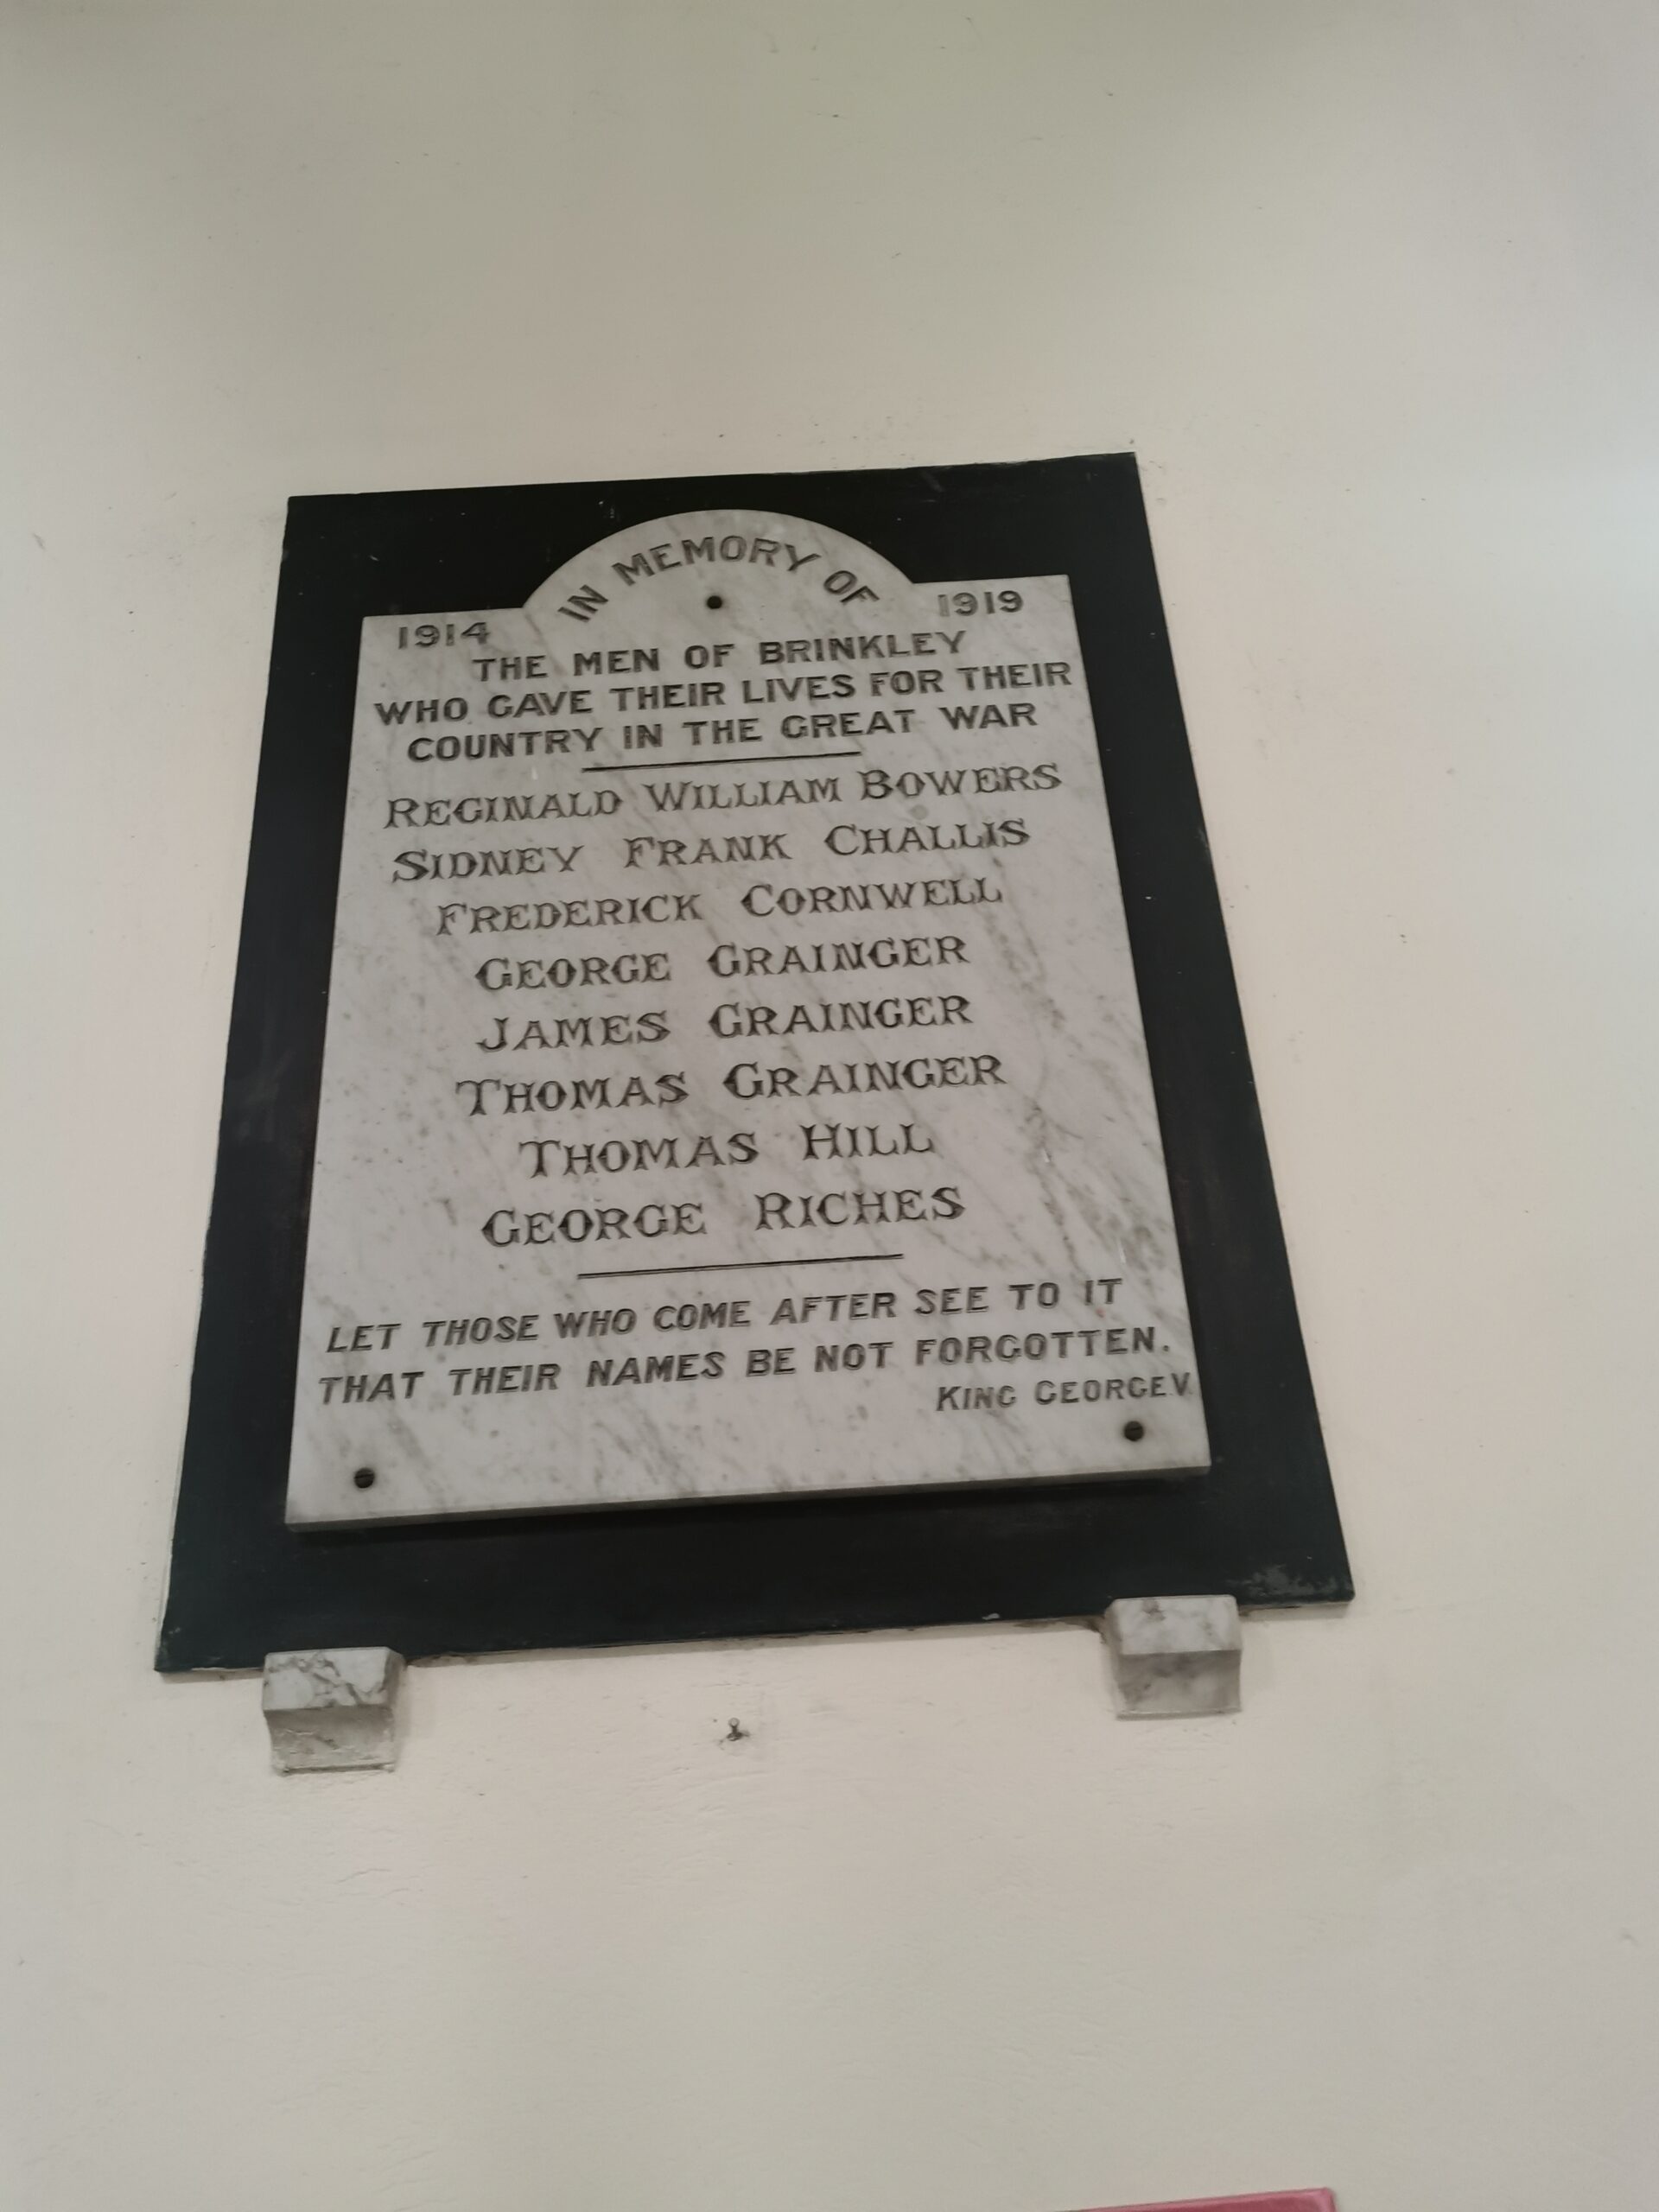 IN MEMORY OF
1914 1919
THE MEN OF BRINKLEY
WHO GAVE THEIR LIVES FOR THEIR
COUNTRY IN THE GREAT WAR
REGINALD WILLIAM BOWERS
SIDNEY FRANK CHALLIS
FREDERICK CORNWELL
GEORGE GRAINGER
JAMES GRAINGER
THOMAS GRAINGER
THOMAS HILL
GEORGE RICHES
LET THOSE WHO COME AFTER SEE TO IT
THAT THEIR NAMES BE NOT FORGOTTEN.
KING GEORGE V